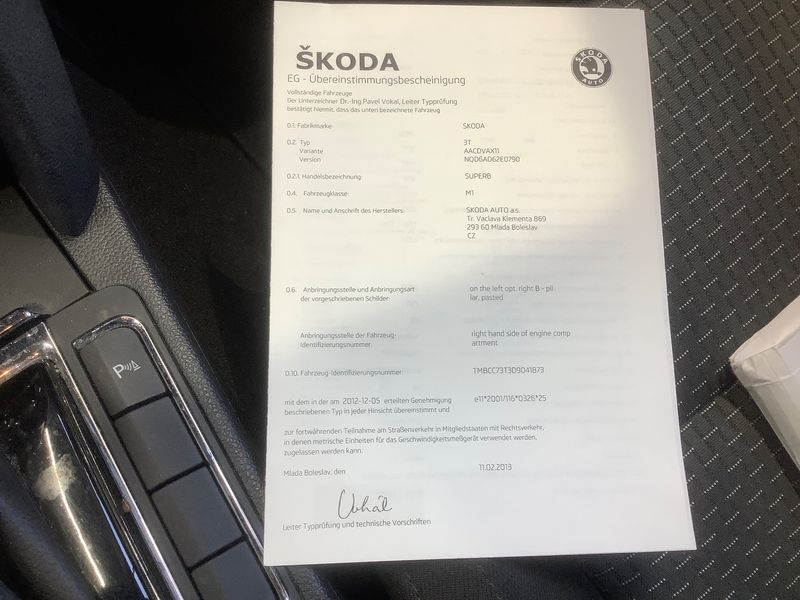 ŠKODA
ŠKODA
AUTO
EG - Übereinstimmungsbescheinigung
Vollständige Fahrzeuge
Der Unterzeichner Dr.-Ing.Pavel Vokal, Leiter Typprüfung
bestätigt hiermit, dass das unten bezeichnete Fahrzeug
0.1. Fabrikmarke: SKODA
0.2. Typ 3T
Variante AACDVAX11
Version NQD6AD62E0790
0.2.1. Handelsbezeichnung: SUPERB
0.4. Fahrzeugklasse: M1
0.5. Name und Anschrift des Herstellers: SKODA AUTO a.s.
Tr. Vaclava Klementa 869
293 60 Mlada Boleslav
CZ
0.6. Anbringungsstelle und Anbringungsart on the left opt. right B - pil
der vorgeschriebenen Schilder: lar, pasted
Anbringungsstelle der Fahrzeug- right hand side of engine comp
Identifizierungsnummer: artment
0.10. Fahrzeug-Identifizierungsnummer: TMBCC73T3D9041873
mit dem in der am 2012-12-05 erteilten Genehmigung e11*2001/116*0326*25
beschriebenen Typ in jeder Hinsicht übereinstimmt und
zur fortwährenden Teilnahme am Straßenverkehr in Mitgliedstaaten mit Rechtsverkehr,
in denen metrische Einheiten für das Geschwindigkeitsmeßgerät verwendet werden,
zugelassen werden kann.
Mlada Boleslav, den 11.02.2013
Vokál
Leiter Typprüfung und technische Vorschriften
P